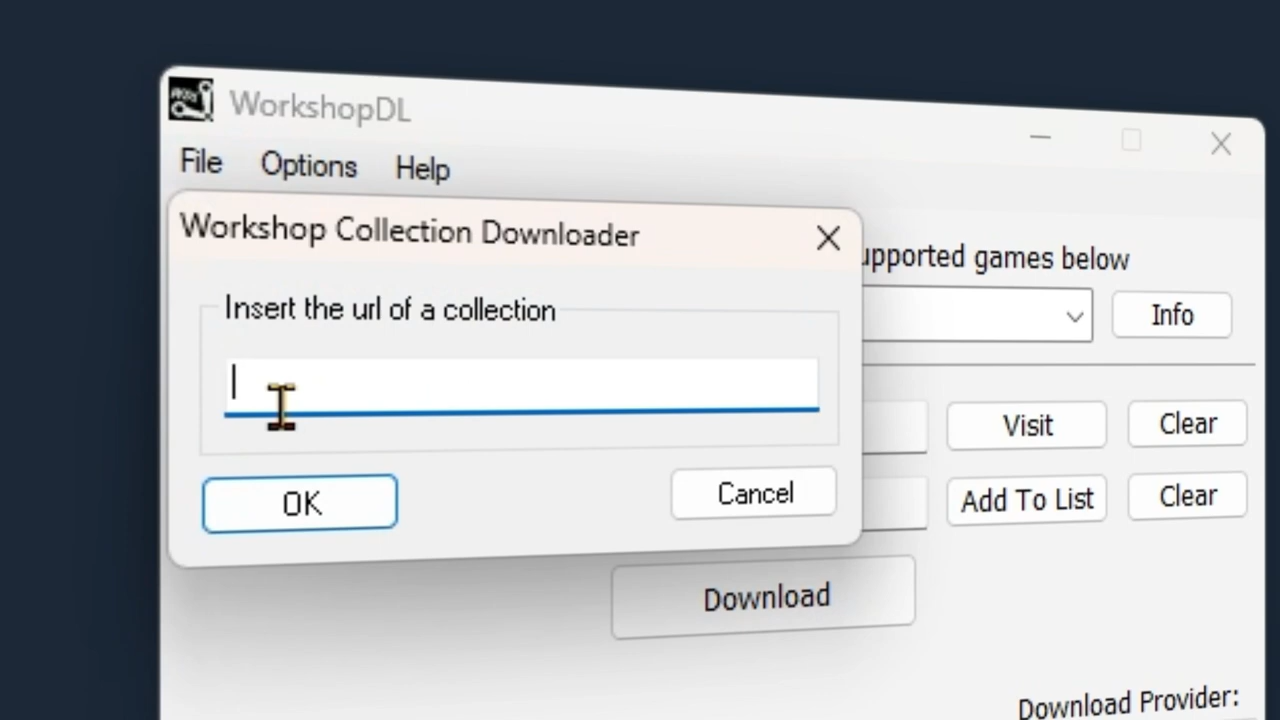 WorkshopDL
File Options Help
Workshop Collection Downloader
upported games below
Insert the url of a collection
Info
Visit Clear
OK Cancel
Add To List Clear
Download
Download Provider: